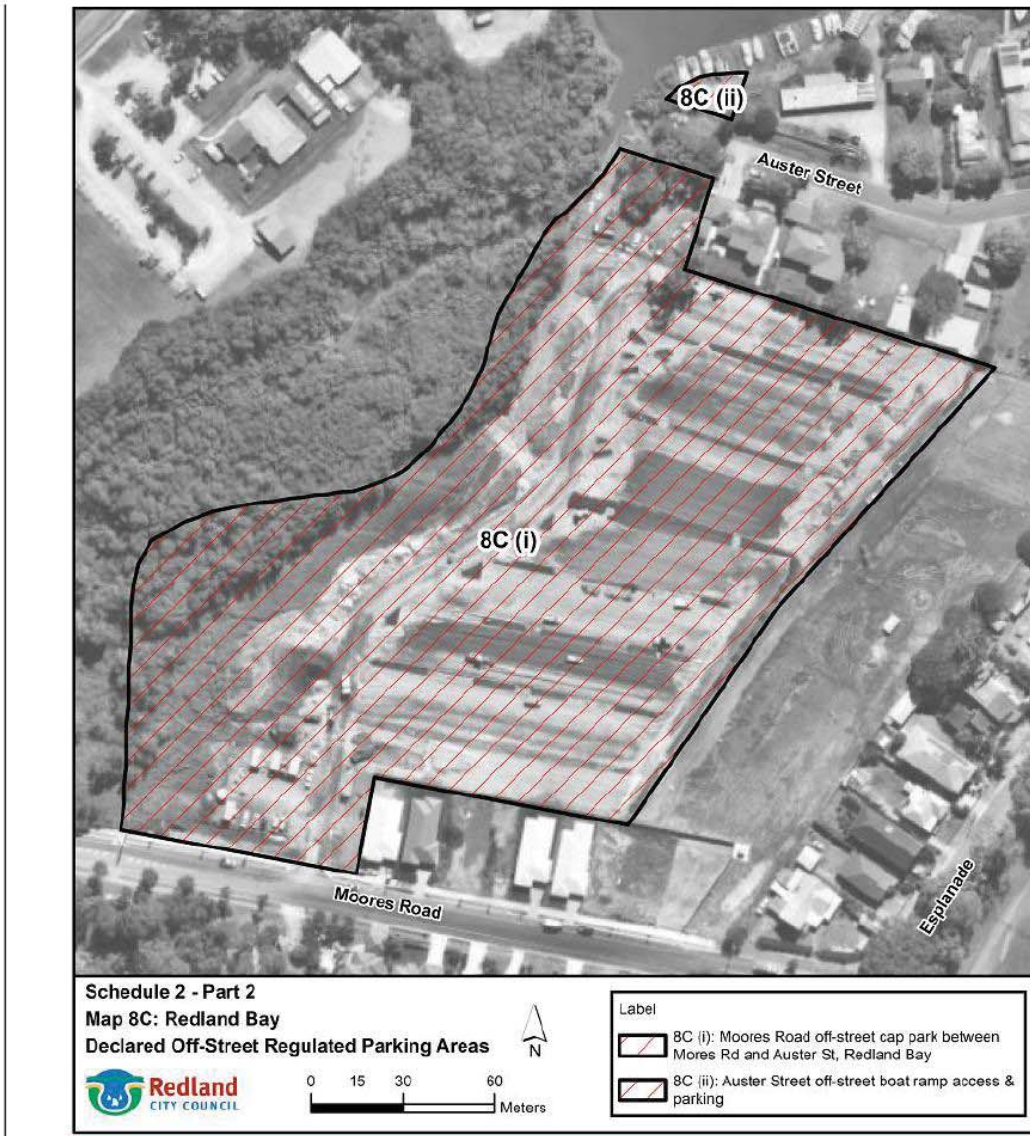 8C (ii)
Auster Street
8C (i)
Moores Road
Esplanade
Schedule 2 - Part 2
Map 8C: Redland Bay
Declared Off-Street Regulated Parking Areas
N
Redland
CITY COUNCIL
0 15 30 60
Meters
Label
8C (i): Moores Road off-street cap park between
Mores Rd and Auster St, Redland Bay
8C (ii): Auster Street off-street boat ramp access &
parking